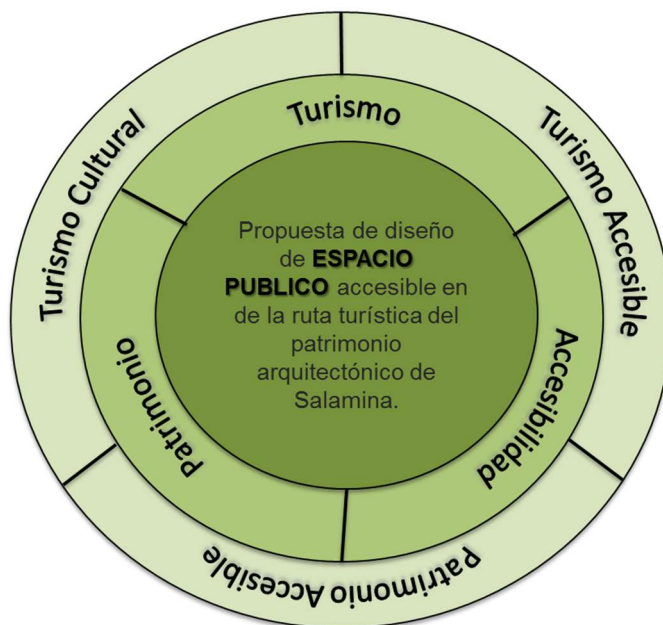 Turismo Cultural
Turismo Accesible
Patrimonio Accesible
Turismo
Patrimonio
Accesibilidad
Propuesta de diseño
de ESPACIO
PUBLICO accesible en
de la ruta turística del
patrimonio
arquitectónico de
Salamina.